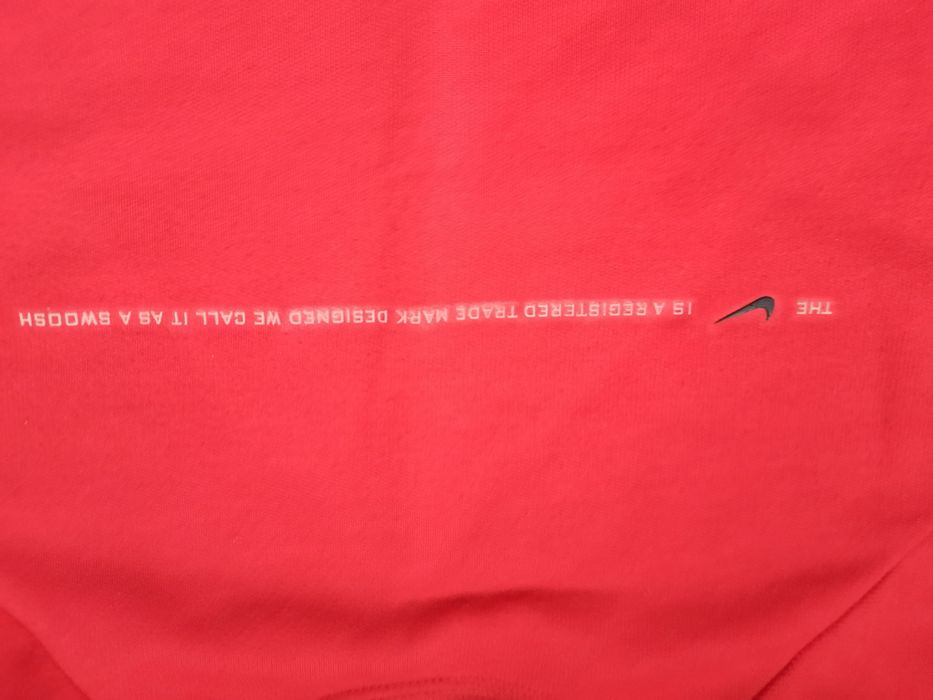 THE IS A REGISTERED TRADE MARK DESIGNED WE CALL IT AS A SWOOSH